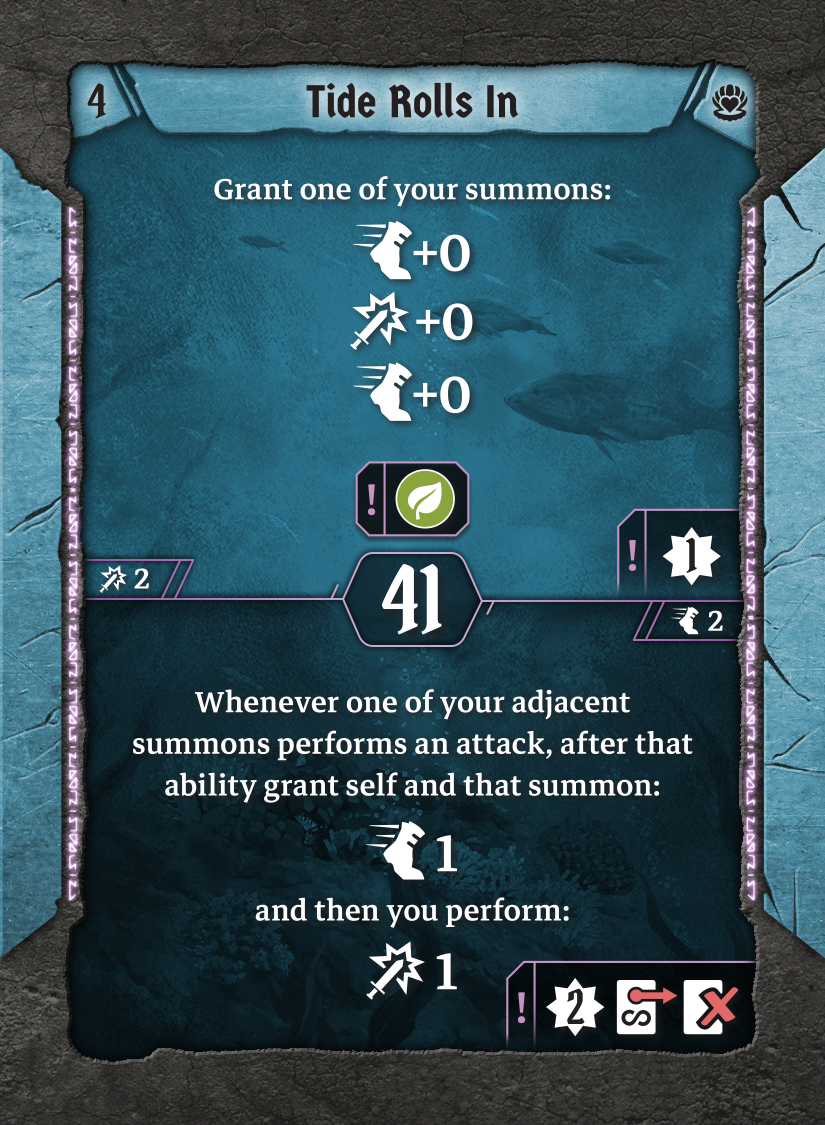 4
Tide Rolls In
Grant one of your summons:
+0
+0
+0
!
! 1
2
41
2
Whenever one of your adjacent
summons performs an attack, after that
ability grant self and that summon:
1
and then you perform:
1
! 2